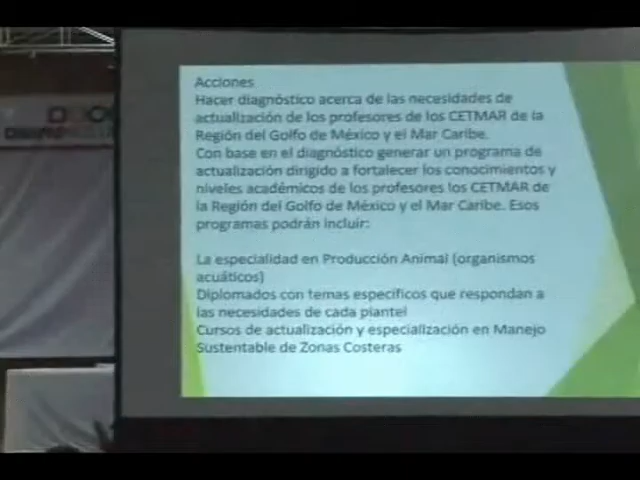 Acciones
Hacer diagnóstico acerca de las necesidades de
actualización de los profesores de los CETMAR de la
Región del Golfo de México y el Mar Caribe.
Con base en el diagnóstico generar un programa de
actualización dirigido a fortalecer los conocimientos y
niveles académicos de los profesores los CETMAR de
la Región del Golfo de México y el Mar Caribe. Esos
programas podrán incluir:
La especialidad en Producción Animal (organismos
acuáticos)
Diplomados con temas específicos que respondan a
las necesidades de cada plantel
Cursos de actualización y especialización en Manejo
Sustentable de Zonas Costeras